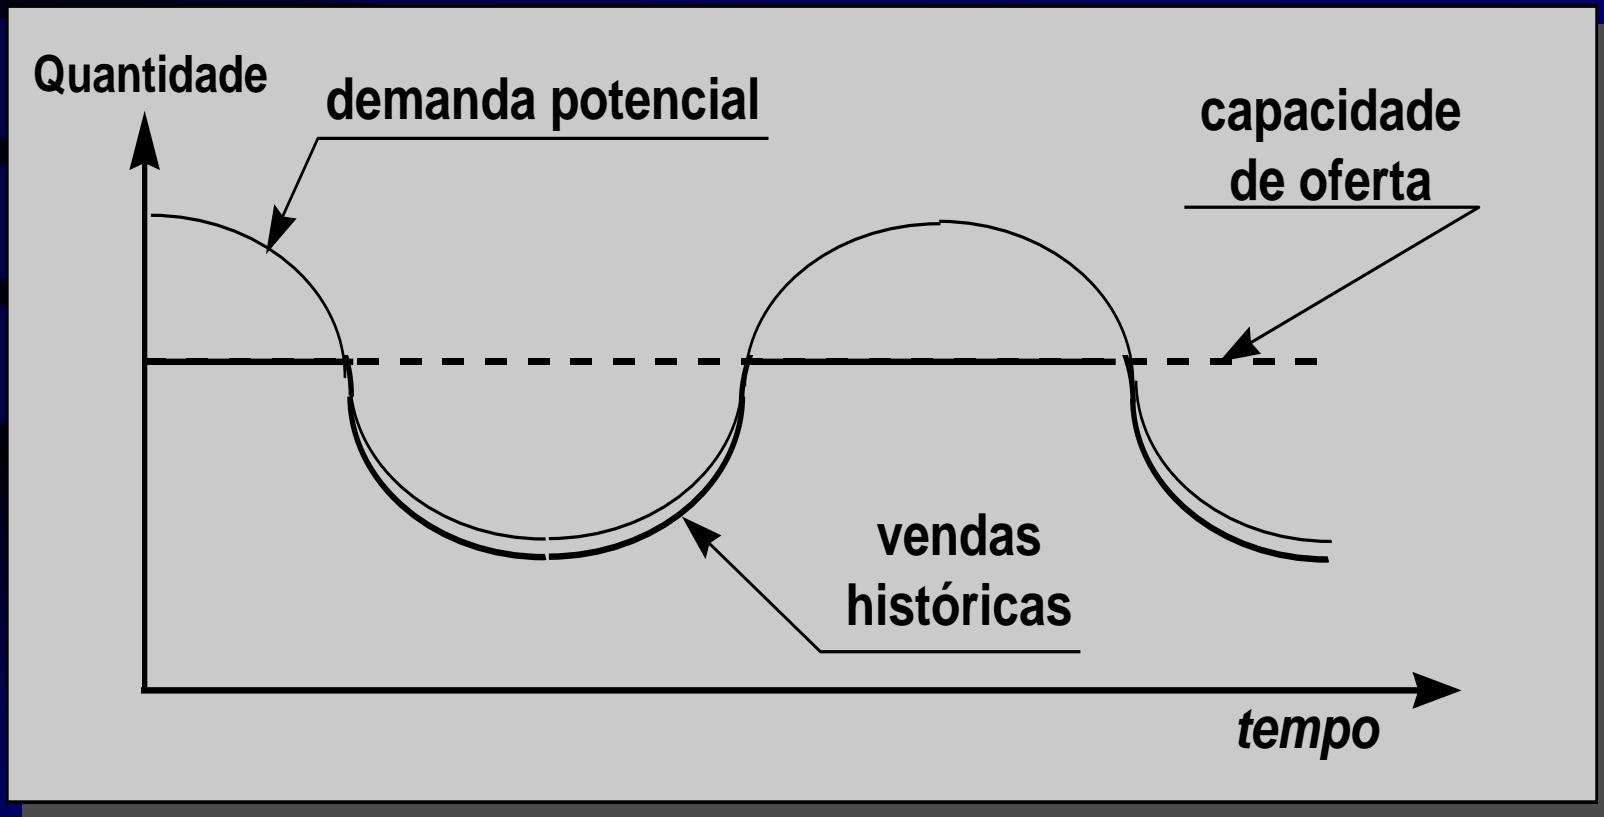 Quantidade
demanda potencial
capacidade
de oferta
vendas
históricas
tempo